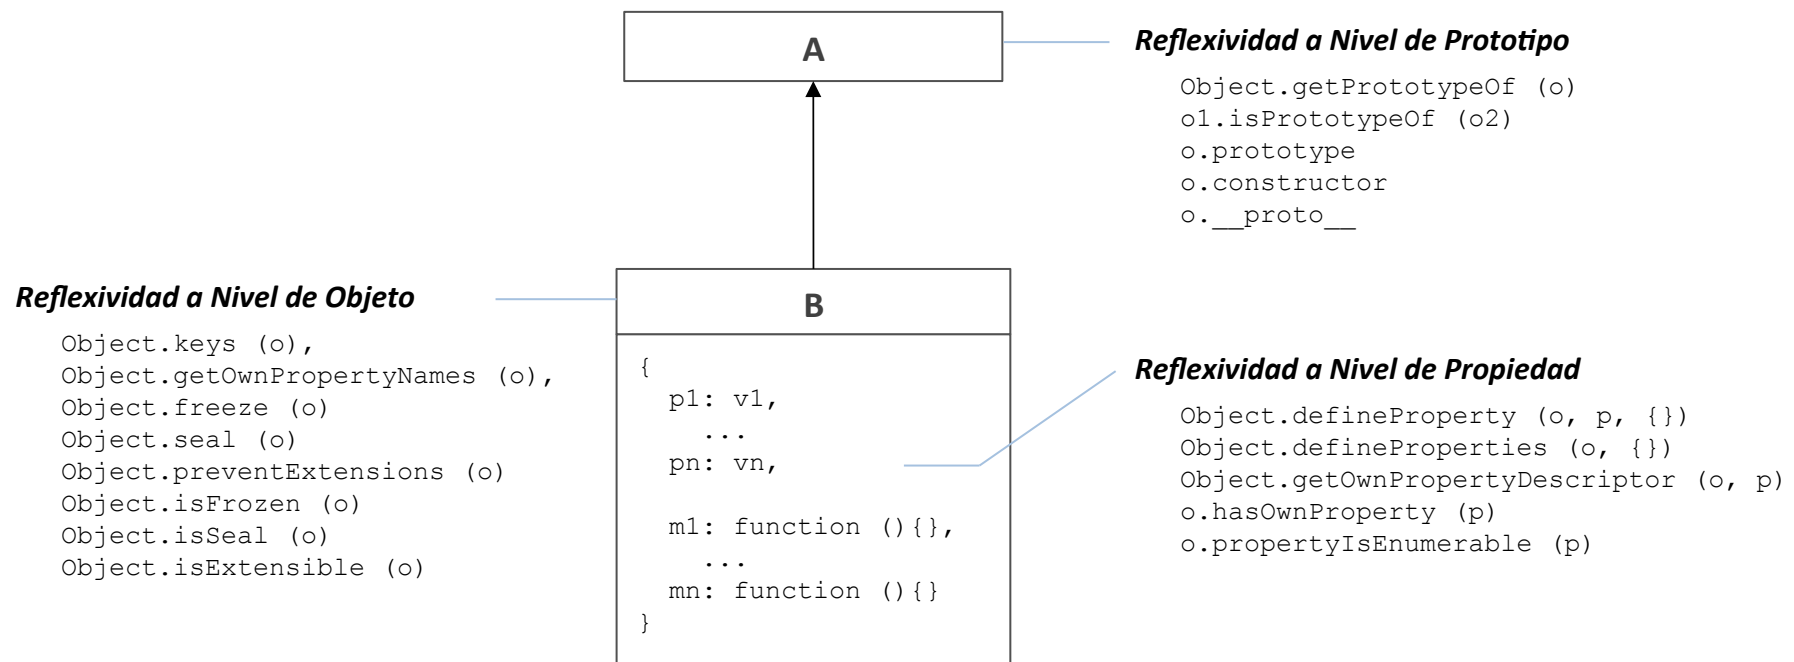 A
Reflexividad a Nivel de Prototipo
Object.getPrototypeOf (o)
o1.isPrototypeOf (o2)
o.prototype
o.constructor
o.__proto__
Reflexividad a Nivel de Objeto
Object.keys (o),
Object.getOwnPropertyNames (o),
Object.freeze (o)
Object.seal (o)
Object.preventExtensions (o)
Object.isFrozen (o)
Object.isSeal (o)
Object.isExtensible (o)
B
{
p1: v1,
...
pn: vn,
m1: function (){},
...
mn: function (){}
}
Reflexividad a Nivel de Propiedad
Object.defineProperty (o, p, {})
Object.defineProperties (o, {})
Object.getOwnPropertyDescriptor (o, p)
o.hasOwnProperty (p)
o.propertyIsEnumerable (p)